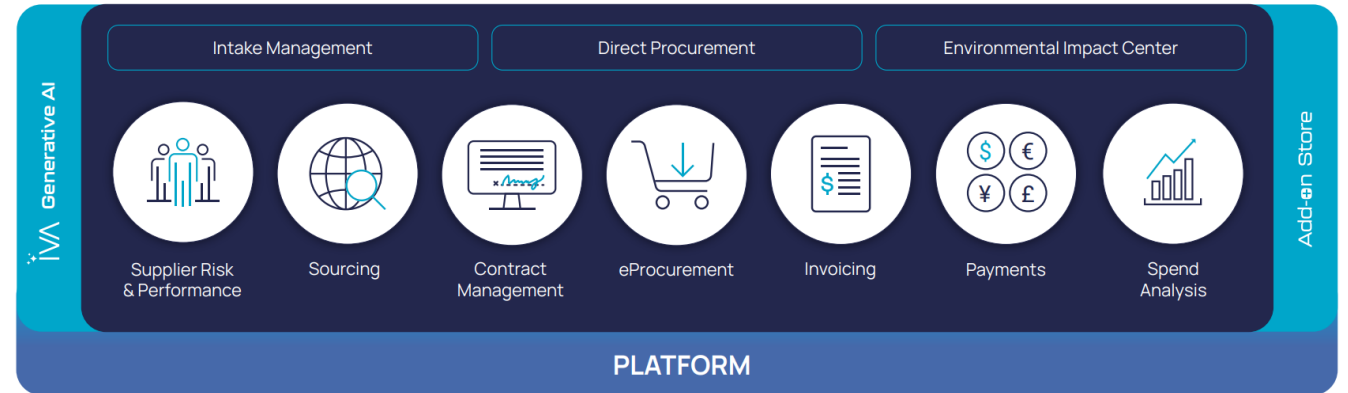 Intake Management
Direct Procurement
Environmental Impact Center
IVA Generative AI
Add-on Store
$
$
€
¥
£
Supplier Risk
& Performance
Sourcing
Contract
Management
eProcurement
Invoicing
Payments
Spend
Analysis
PLATFORM